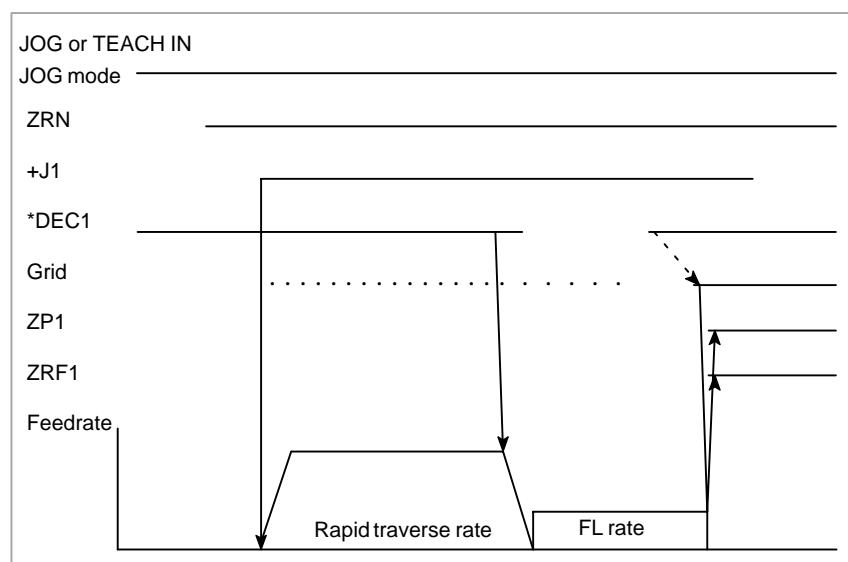 JOG or TEACH IN
JOG mode
ZRN
+J1
*DEC1
Grid
ZP1
ZRF1
Feedrate
Rapid traverse rate
FL rate